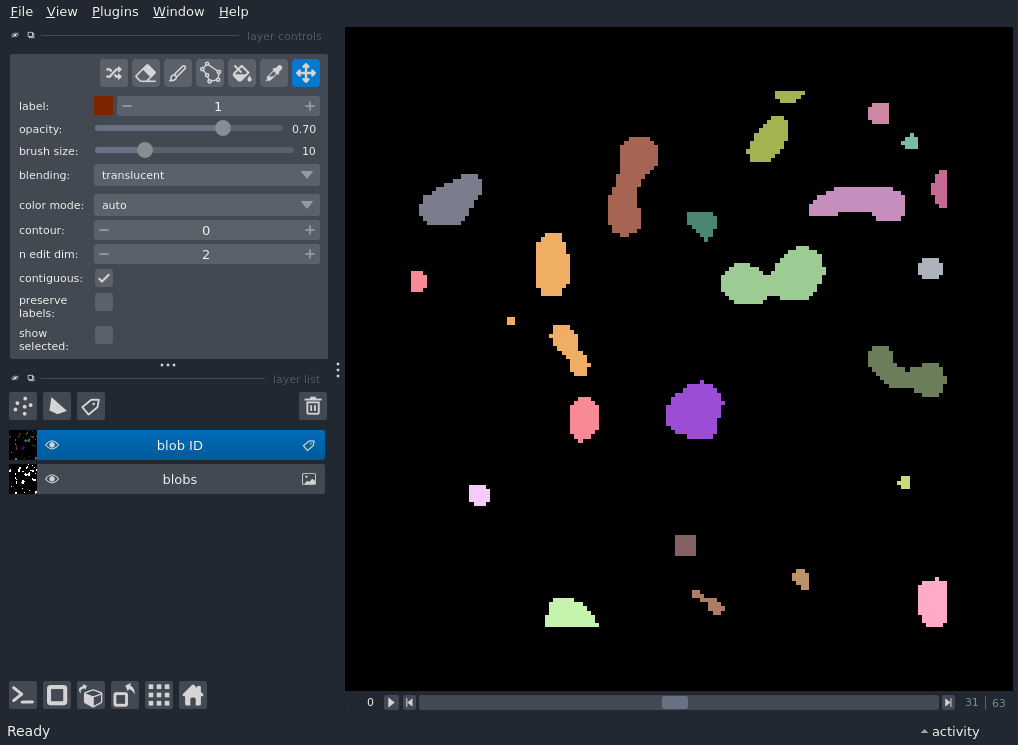 File View Plugins Window Help
layer controls
label: 1
opacity: 0.70
brush size: 10
blending: translucent
color mode: auto
contour: 0
n edit dim: 2
contiguous:
preserve
labels:
show
selected:
layer list
blob ID
blobs
0 31 63
Ready activity